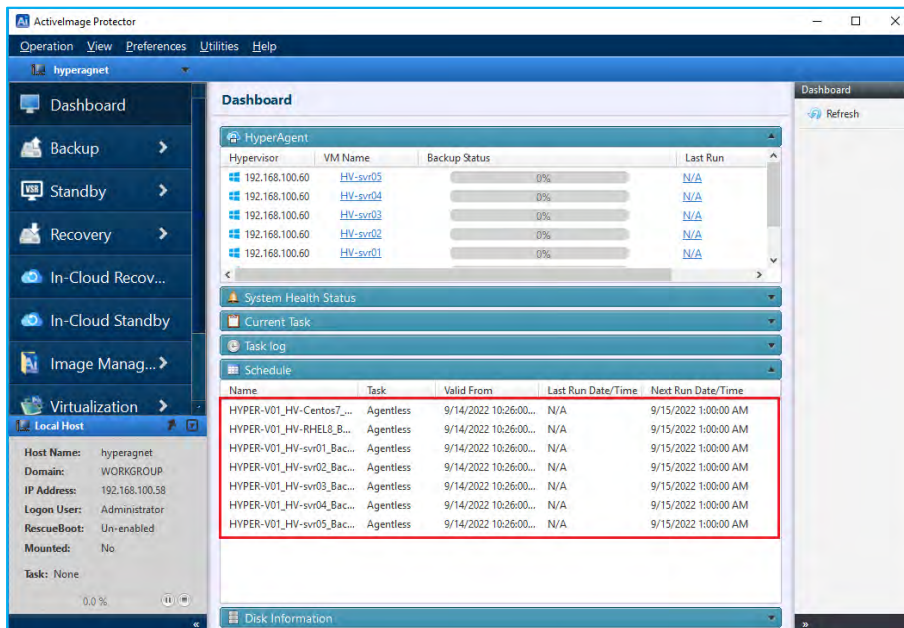 ActiveImage Protector
Operation View Preferences Utilities Help
hyperagnet
Dashboard
Backup
Standby
Recovery
In-Cloud Recov...
In-Cloud Standby
Image Manag...
Virtualization
Local Host
Host Name: hyperagnet
Domain: WORKGROUP
IP Address: 192.168.100.58
Logon User: Administrator
RescueBoot: Un-enabled
Mounted: No
Task: None
0.0 %
Dashboard
HyperAgent
Hypervisor VM Name Backup Status Last Run
192.168.100.60 HV-svr05 0% N/A
192.168.100.60 HV-svr04 0% N/A
192.168.100.60 HV-svr03 0% N/A
192.168.100.60 HV-svr02 0% N/A
192.168.100.60 HV-svr01 0% N/A
System Health Status
Current Task
Task log
Schedule
Name Task Valid From Last Run Date/Time Next Run Date/Time
HYPER-V01_HV-Centos7_... Agentless 9/14/2022 10:26:00... N/A 9/15/2022 1:00:00 AM
HYPER-V01_HV-RHEL8_B... Agentless 9/14/2022 10:26:00... N/A 9/15/2022 1:00:00 AM
HYPER-V01_HV-svr01_Bac... Agentless 9/14/2022 10:26:00... N/A 9/15/2022 1:00:00 AM
HYPER-V01_HV-svr02_Bac... Agentless 9/14/2022 10:26:00... N/A 9/15/2022 1:00:00 AM
HYPER-V01_HV-svr03_Bac... Agentless 9/14/2022 10:26:00... N/A 9/15/2022 1:00:00 AM
HYPER-V01_HV-svr04_Bac... Agentless 9/14/2022 10:26:00... N/A 9/15/2022 1:00:00 AM
HYPER-V01_HV-svr05_Bac... Agentless 9/14/2022 10:26:00... N/A 9/15/2022 1:00:00 AM
Disk Information
Dashboard
Refresh